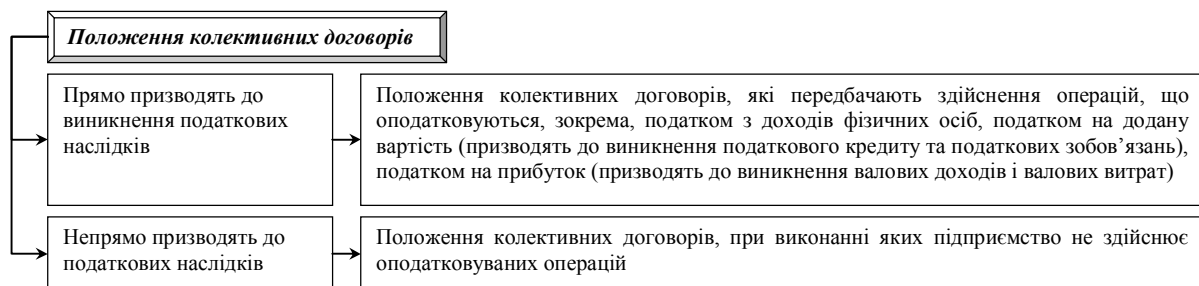 Положення колективних договорів
Прямо призводять до
виникнення податкових
наслідків
Положення колективних договорів, які передбачають здійснення операцій, що
оподатковуються, зокрема, податком з доходів фізичних осіб, податком на додану
вартість (призводять до виникнення податкового кредиту та податкових зобов’язань),
податком на прибуток (призводять до виникнення валових доходів і валових витрат)
Непрямо призводять до
податкових наслідків
Положення колективних договорів, при виконанні яких підприємство не здійснює
оподатковуваних операцій